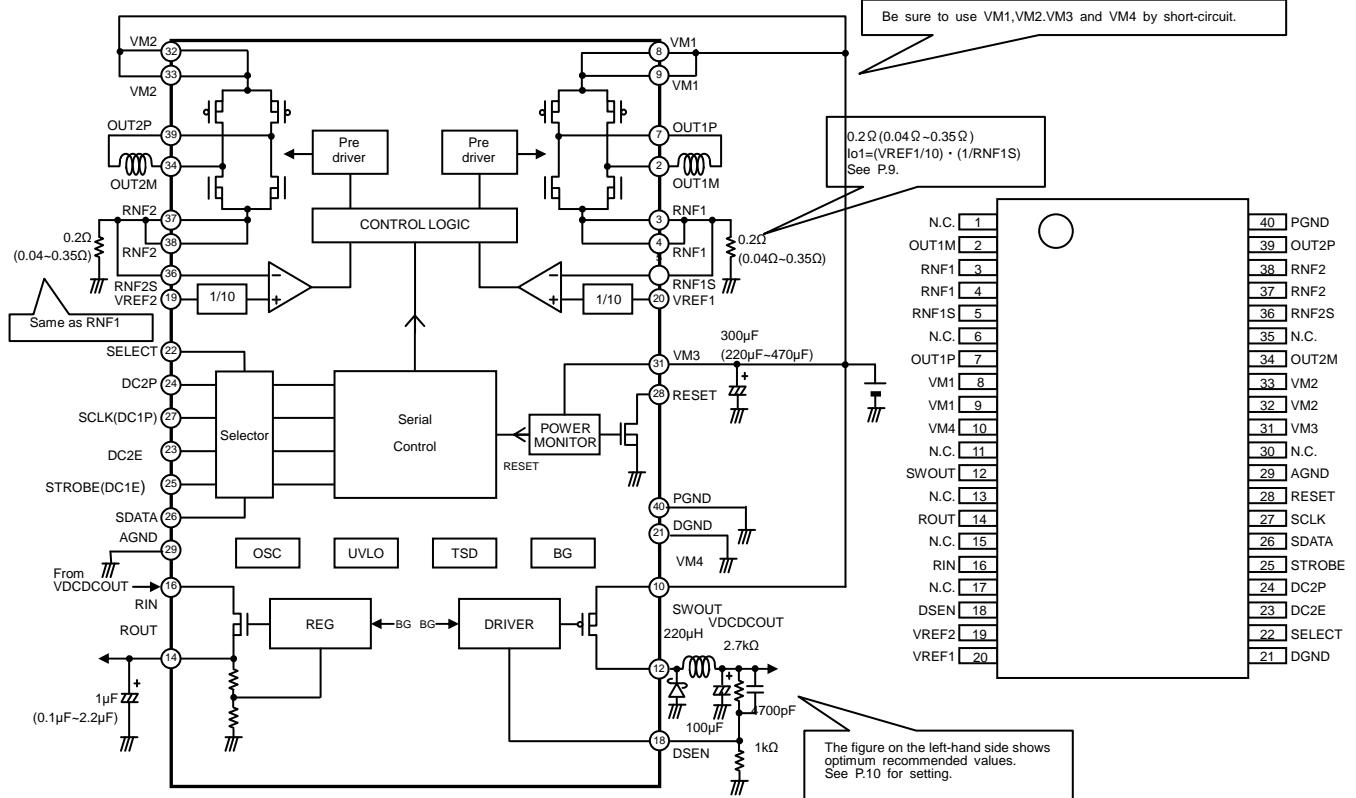 Be sure to use VM1,VM2.VM3 and VM4 by short-circuit.
VM2
32
33
VM2
8
VM1
9
VM1
OUT2P
39
34
OUT2M
Pre
driver
Pre
driver
7
OUT1P
2
OUT1M
0.2Ω(0.04Ω~0.35Ω)
Io1=(VREF1/10)・(1/RNF1S)
See P.9.
RNF2
37
38
RNF2
0.2Ω
(0.04~0.35Ω)
CONTROL LOGIC
RNF1
3
4
RNF1
0.2Ω
(0.04Ω~0.35Ω)
36
RNF2S
VREF2
19
1/10
−
+
−
+
1/10
5
RNF1S
20
VREF1
Same as RNF1
SELECT
22
DC2P
24
SCLK(DC1P)
27
DC2E
23
STROBE(DC1E)
25
SDATA
26
AGND
29
Selector
Serial
Control
RESET
POWER
MONITOR
31
VM3
28
RESET
300µF
(220µF~470µF)
+
40
PGND
21
DGND
VM4
OSC
UVLO
TSD
BG
From
VDCDCOUT
16
RIN
ROUT
14
1µF
(0.1µF~2.2µF)
+
REG
BG
BG
DRIVER
10
SWOUT
VDCDCOUT
220µH
2.7kΩ
12
+
100µF
4700pF
18
DSEN
1kΩ
The figure on the left-hand side shows
optimum recommended values.
See P.10 for setting.
N.C. 1
OUT1M 2
RNF1 3
RNF1 4
RNF1S 5
N.C. 6
OUT1P 7
VM1 8
VM1 9
VM4 10
N.C. 11
SWOUT 12
N.C. 13
ROUT 14
N.C. 15
RIN 16
N.C. 17
DSEN 18
VREF2 19
VREF1 20
40 PGND
39 OUT2P
38 RNF2
37 RNF2
36 RNF2S
35 N.C.
34 OUT2M
33 VM2
32 VM2
31 VM3
30 N.C.
29 AGND
28 RESET
27 SCLK
26 SDATA
25 STROBE
24 DC2P
23 DC2E
22 SELECT
21 DGND